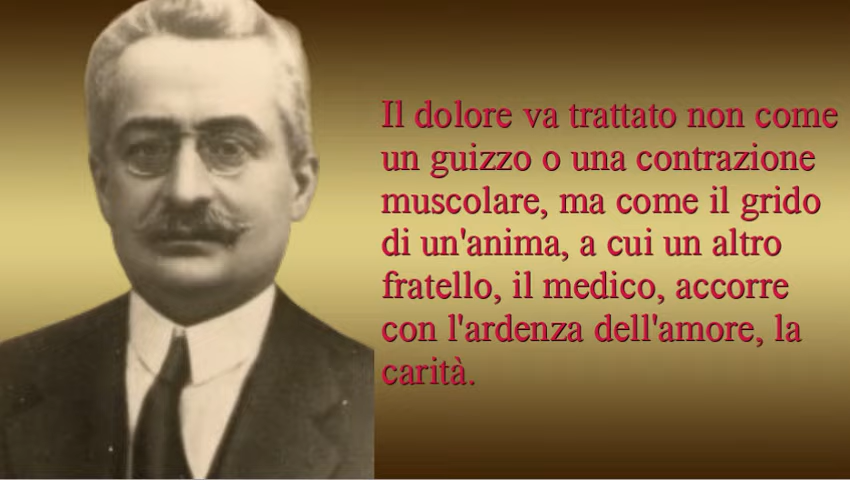 Il dolore va trattato non come
un guizzo o una contrazione
muscolare, ma come il grido
di un'anima, a cui un altro
fratello, il medico, accorre
con l'ardenza dell'amore, la
carità.